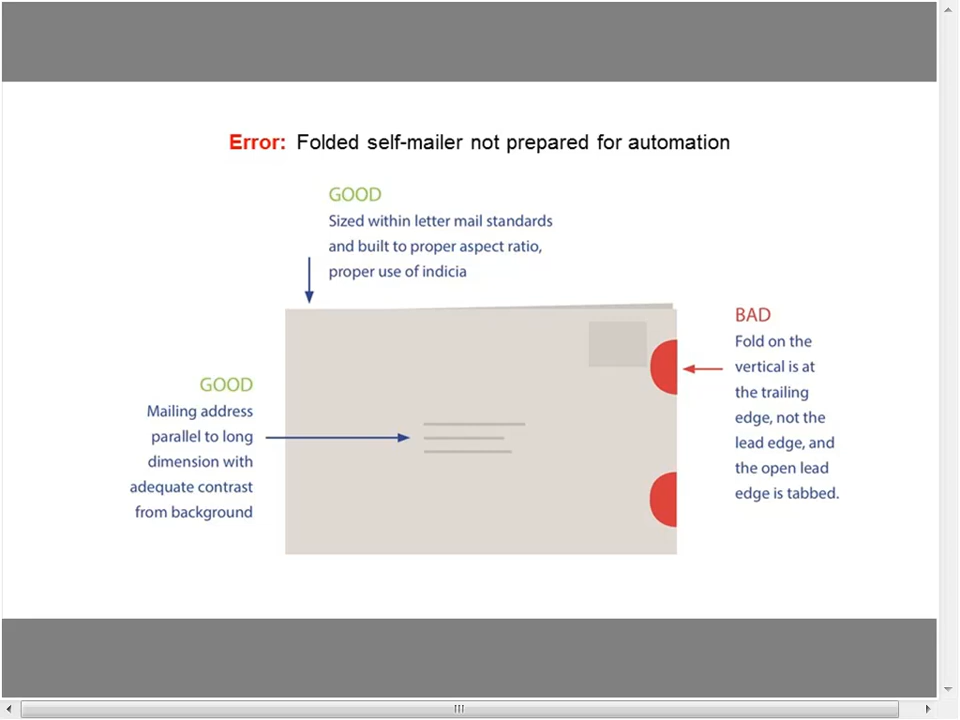 Error: Folded self-mailer not prepared for automation
GOOD
Sized within letter mail standards
and built to proper aspect ratio,
proper use of indicia
BAD
Fold on the
vertical is at
the trailing
edge, not the
lead edge, and
the open lead
edge is tabbed.
GOOD
Mailing address
parallel to long
dimension with
adequate contrast
from background